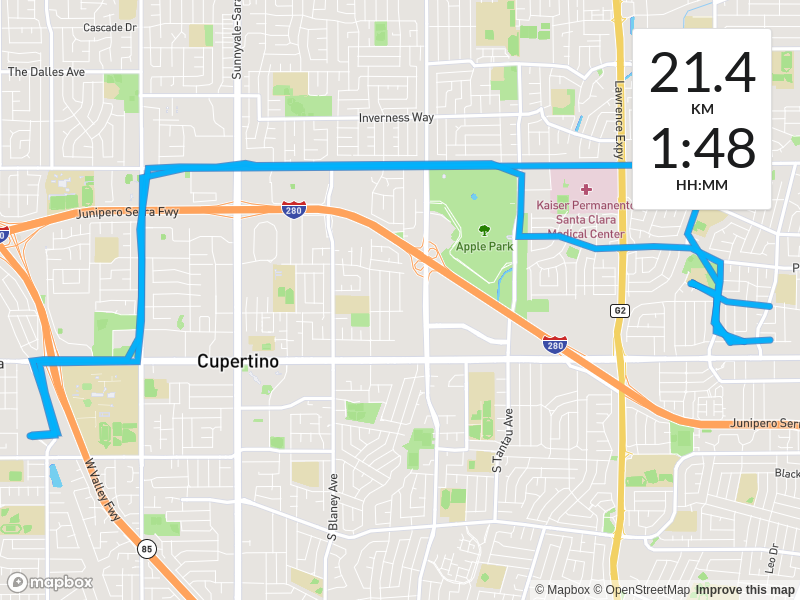 Cascade Dr
Sunnyvale-Sara
The Dalles Ave
Lawrence Expy
21.4
KM
1:48
HH:MM
Inverness Way
Kaiser Permanente
Santa Clara
Medical Center
Junipero Serra Fwy
280
Apple Park
P
G2
280
a
Cupertino
Junipero Serra
S Tantau Ave
S Blaney Ave
W Valley Fwy
Black
85
Leo Dr
mapbox
© Mapbox © OpenStreetMap Improve this map